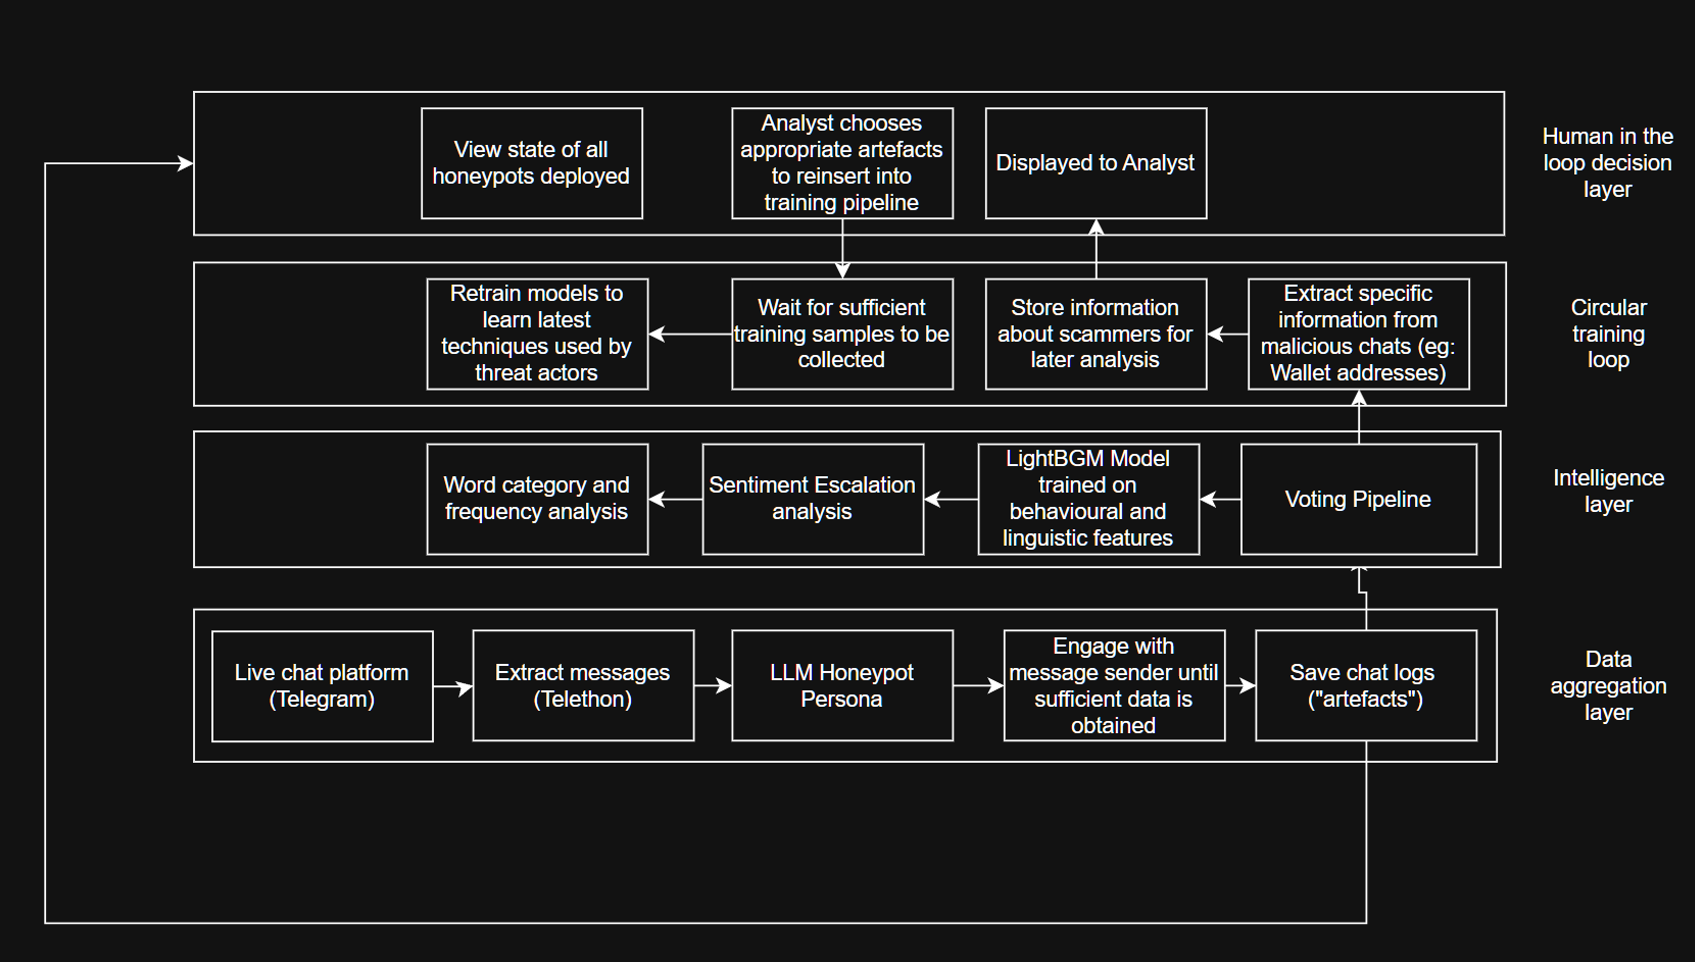 View state of all
honeypots deployed
Analyst chooses
appropriate artefacts
to reinsert into
training pipeline
Displayed to Analyst
Human in the
loop decision
layer
Retrain models to
learn latest
techniques used by
threat actors
Wait for sufficient
training samples to be
collected
Store information
about scammers for
later analysis
Extract specific
information from
malicious chats (eg:
Wallet addresses)
Circular
training
loop
Word category and
frequency analysis
Sentiment Escalation
analysis
LightBGM Model
trained on
behavioural and
linguistic features
Voting Pipeline
Intelligence
layer
Live chat platform
(Telegram)
Extract messages
(Telethon)
LLM Honeypot
Persona
Engage with
message sender until
sufficient data is
obtained
Save chat logs
("artefacts")
Data
aggregation
layer